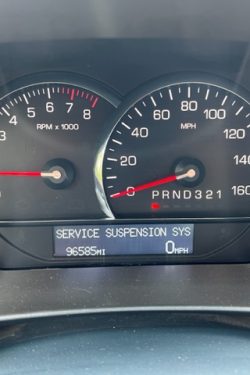 3 4 5 6 7 8
RPM x 1000
0 20 40 60 80 100 120 140 160
MPH
PRND321
SERVICE SUSPENSION SYS
96585MI 0MPH